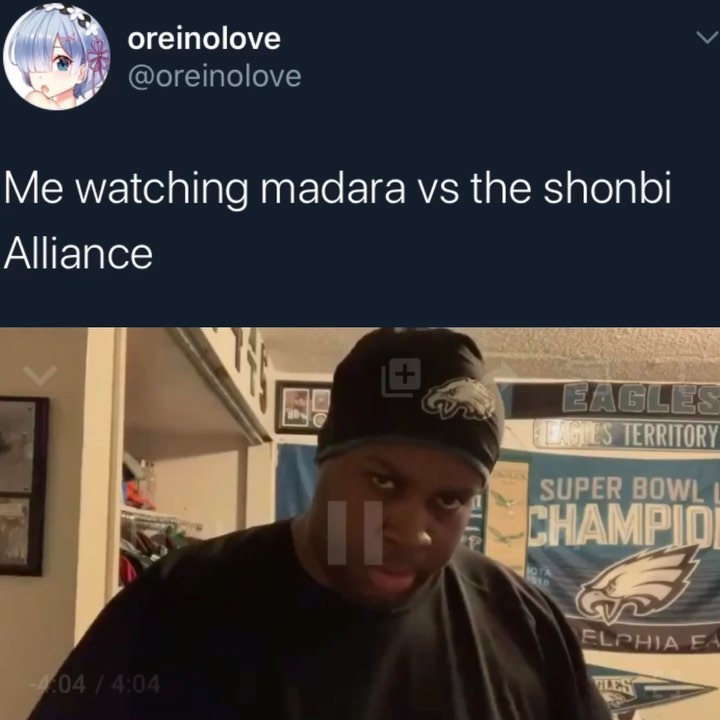 oreinolove
@oreinolove
Me watching madara vs the shonbi
Alliance
EAGLES
EAGLES TERRITORY
SUPER BOWL
CHAMPIO
ELPHIA EA
GLES
-4:04 / 4:04